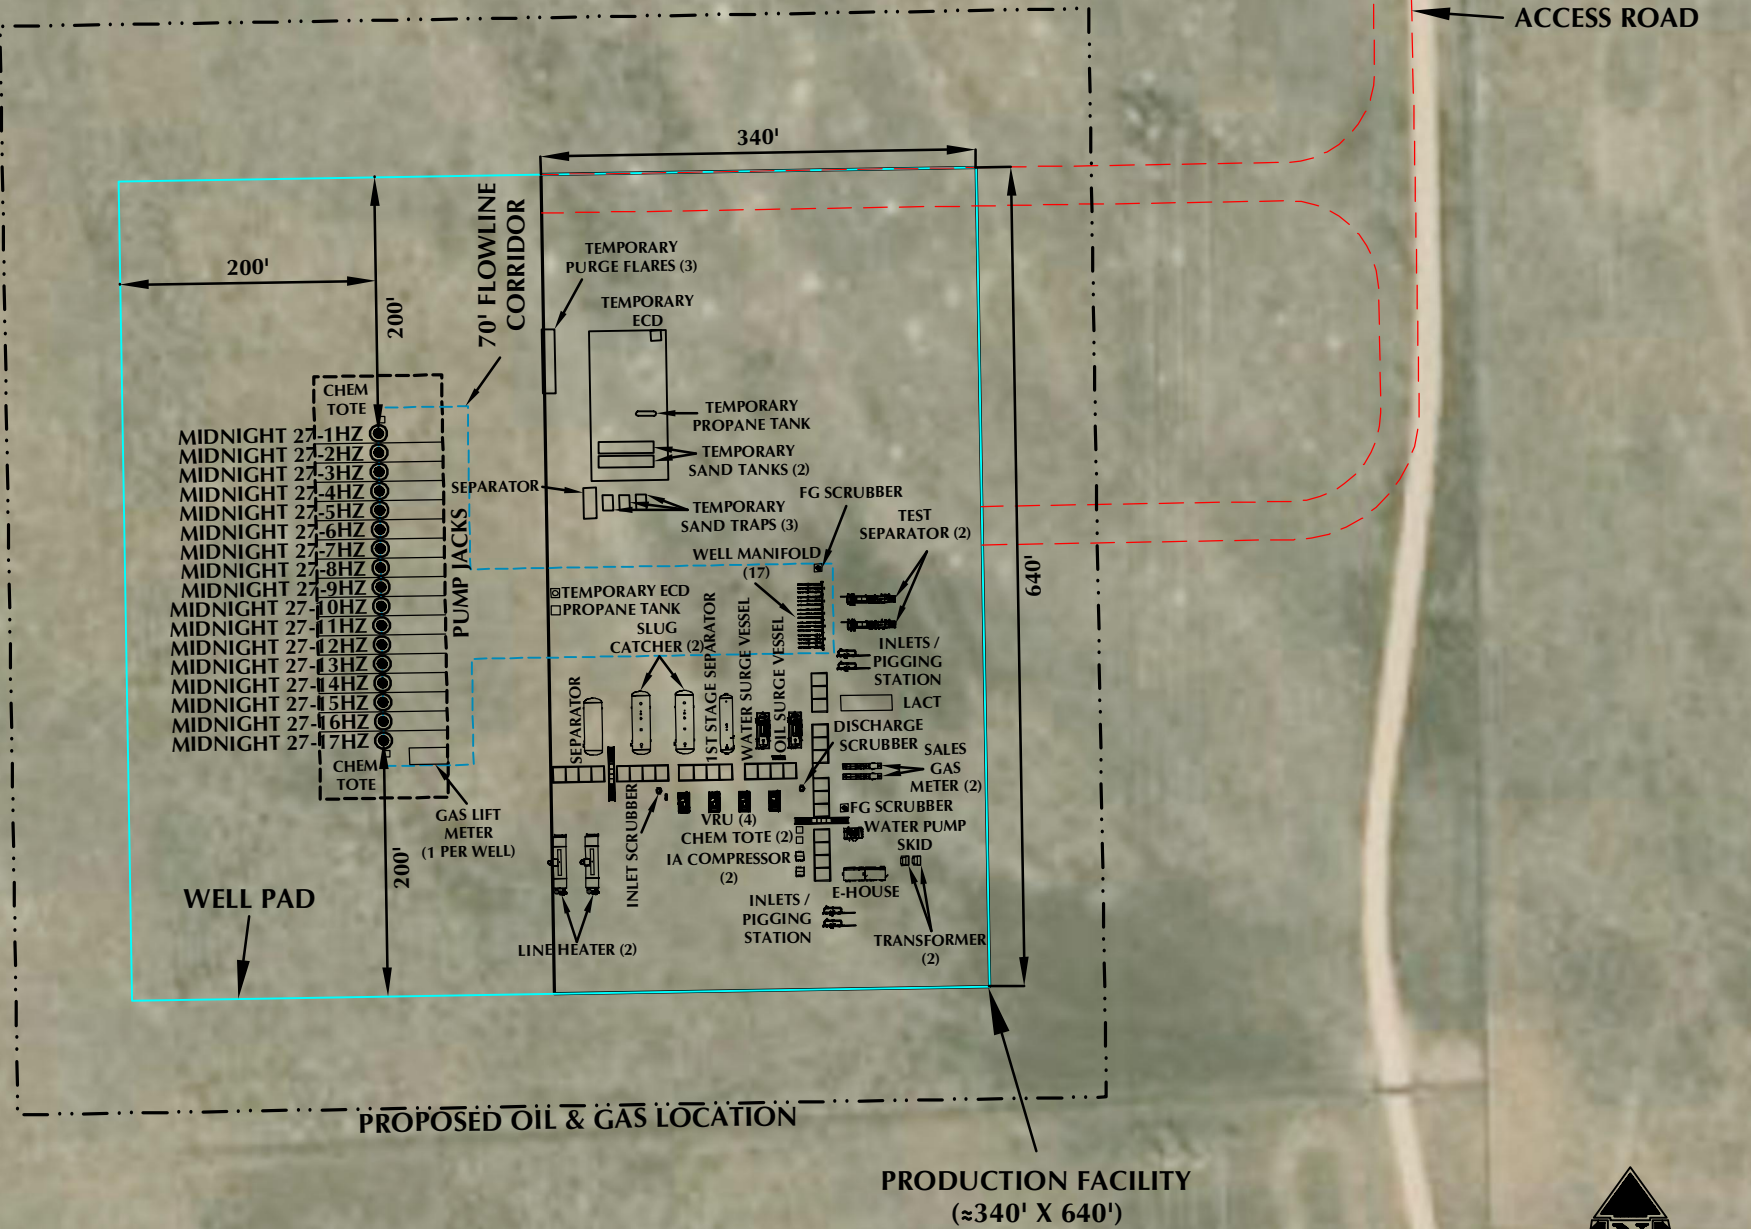 ACCESS ROAD
340'
200'
200'
70' FLOWLINE
CORRIDOR
TEMPORARY
PURGE FLARES (3)
TEMPORARY
ECD
CHEM
TOTE
TEMPORARY
PROPANE TANK
TEMPORARY
SAND TANKS (2)
MIDNIGHT 27-1HZ
MIDNIGHT 27-2HZ
MIDNIGHT 27-3HZ
MIDNIGHT 27-4HZ
MIDNIGHT 27-5HZ
MIDNIGHT 27-6HZ
MIDNIGHT 27-7HZ
MIDNIGHT 27-8HZ
MIDNIGHT 27-9HZ
MIDNIGHT 27-10HZ
MIDNIGHT 27-11HZ
MIDNIGHT 27-12HZ
MIDNIGHT 27-13HZ
MIDNIGHT 27-14HZ
MIDNIGHT 27-15HZ
MIDNIGHT 27-16HZ
MIDNIGHT 27-17HZ
PUMP JACKS
SEPARATOR
TEMPORARY
SAND TRAPS (3)
FG SCRUBBER
TEST
SEPARATOR (2)
WELL MANIFOLD
(17)
640'
TEMPORARY ECD
PROPANE TANK
SLUG
CATCHER (2)
1ST STAGE SEPARATOR
WATER SURGE VESSEL
OIL SURGE VESSEL
INLETS /
PIGGING
STATION
LACT
SEPARATOR
DISCHARGE
SCRUBBER
SALES
GAS
METER (2)
CHEM
TOTE
GAS LIFT
METER
(1 PER WELL)
200'
INLET SCRUBBER
VRU (4)
CHEM TOTE (2)
IA COMPRESSOR
(2)
FG SCRUBBER
WATER PUMP
SKID
E-HOUSE
INLETS /
PIGGING
STATION
TRANSFORMER
(2)
LINE HEATER (2)
WELL PAD
PROPOSED OIL & GAS LOCATION
PRODUCTION FACILITY
(≈340' X 640')
N